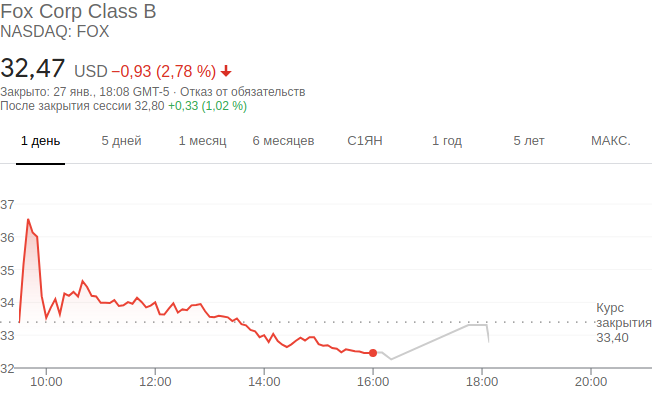 Fox Corp Class B
NASDAQ: FOX
32,47 USD −0,93 (2,78 %)
Закрыто: 27 янв., 18:08 GMT-5 · Отказ от обязательств
После закрытия сессии 32,80 +0,33 (1,02 %)
1 день 5 дней 1 месяц 6 месяцев С1ЯН 1 год 5 лет МАКС.
37
36
35
34
33
32
Курс
закрытия
33,40
10:00 12:00 14:00 16:00 18:00 20:00